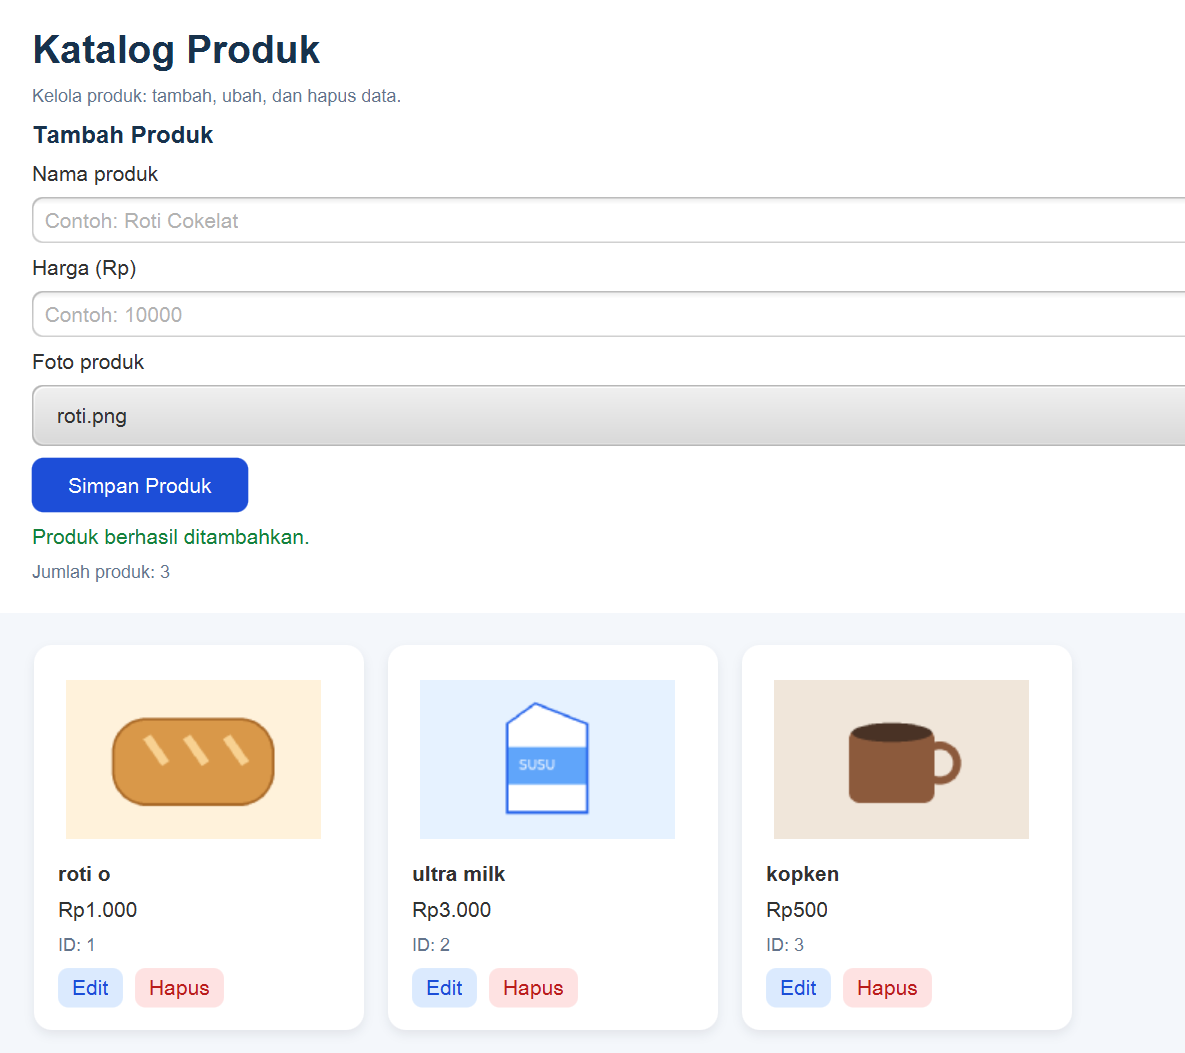 Katalog Produk
Kelola produk: tambah, ubah, dan hapus data.
Tambah Produk
Nama produk
Contoh: Roti Cokelat
Harga (Rp)
Contoh: 10000
Foto produk
roti.png
Simpan Produk
Produk berhasil ditambahkan.
Jumlah produk: 3
roti o
Rp1.000
ID: 1
Edit Hapus
SUSU
ultra milk
Rp3.000
ID: 2
Edit Hapus
kopken
Rp500
ID: 3
Edit Hapus